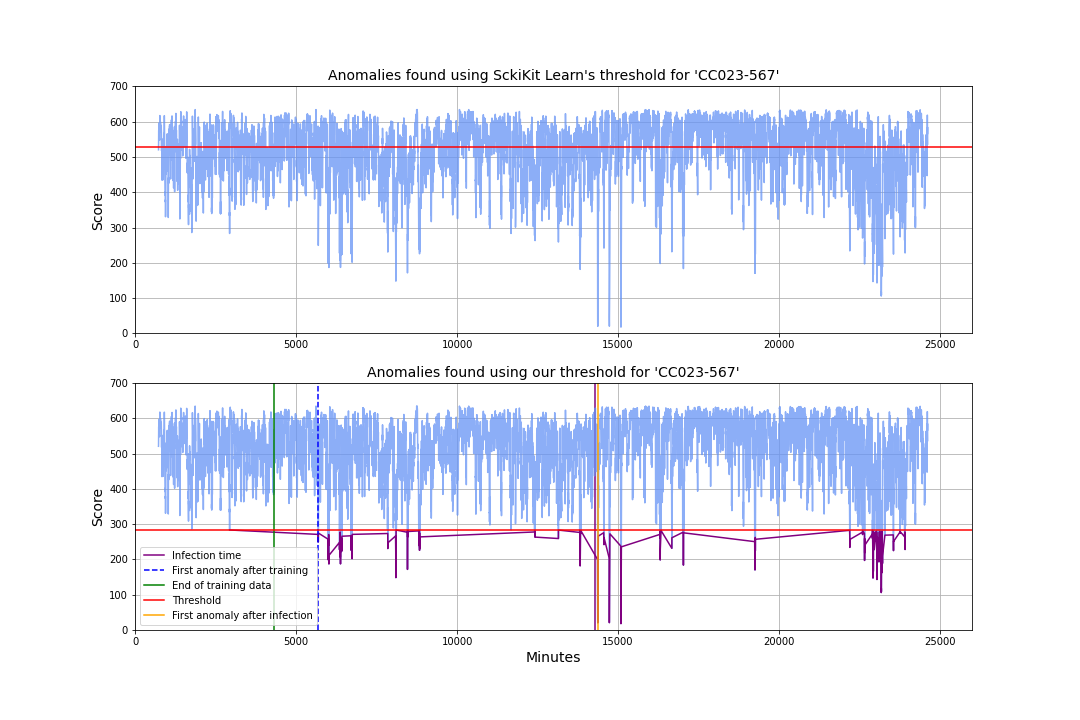 Anomalies found using SckiKit Learn's threshold for 'CC023-567'
700
600
500
400
300
200
100
0
Score
0 5000 10000 15000 20000 25000
Anomalies found using our threshold for 'CC023-567'
700
600
500
400
300
200
100
0
Score
Infection time
First anomaly after training
End of training data
Threshold
First anomaly after infection
0 5000 10000 15000 20000 25000
Minutes